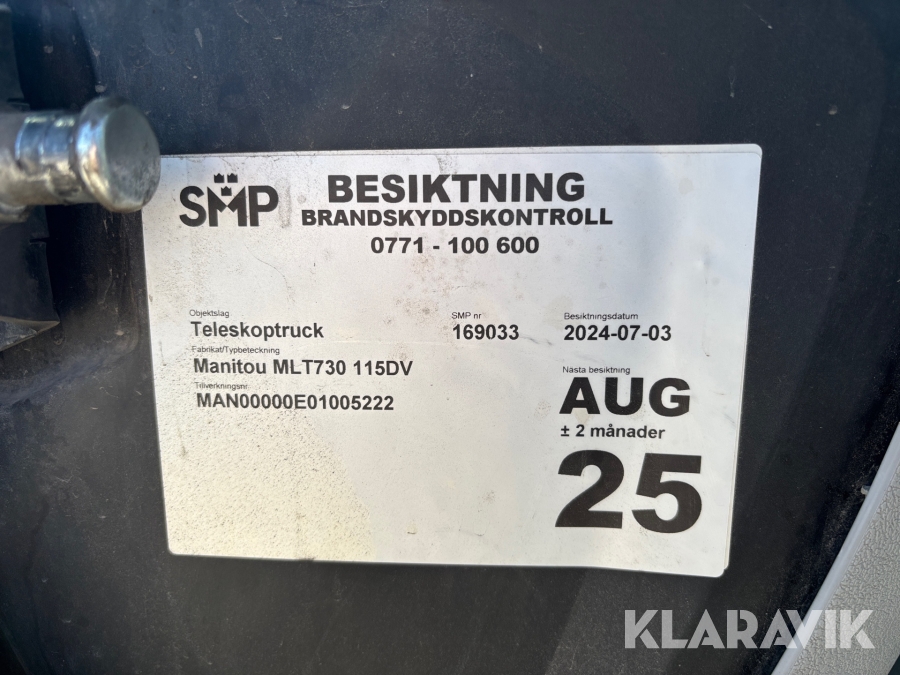 SMP
BESIKTNING
BRANDSKYDDSKONTROLL
0771 - 100 600
Objektslag
Teleskoptruck
SMP nr
169033
Besiktningsdatum
2024-07-03
Fabrikat/Typbeteckning
Manitou MLT730 115DV
Tillverkningsnr
MAN00000E01005222
Nästa besiktning
AUG
± 2 månader
25
KLARAVIK